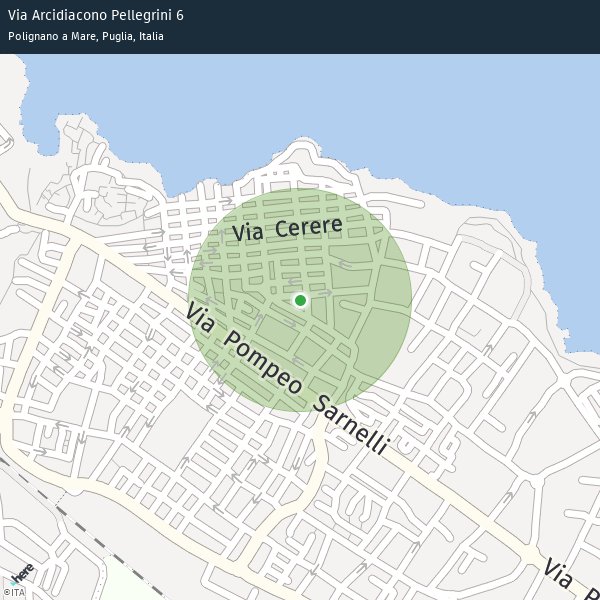 Via Arcidiacono Pellegrini 6
Polignano a Mare, Puglia, Italia
Via Cerere
Via Pompeo Sarnelli
Via P
here
©ITA